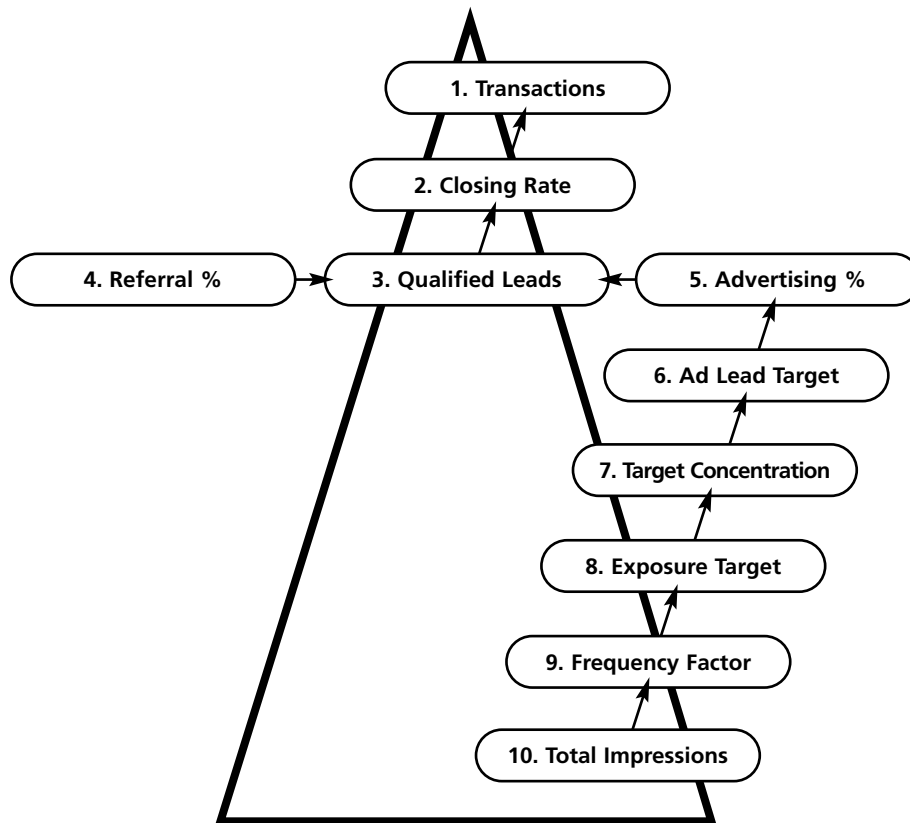 1. Transactions
2. Closing Rate
4. Referral %
3. Qualified Leads
5. Advertising %
6. Ad Lead Target
7. Target Concentration
8. Exposure Target
9. Frequency Factor
10. Total Impressions